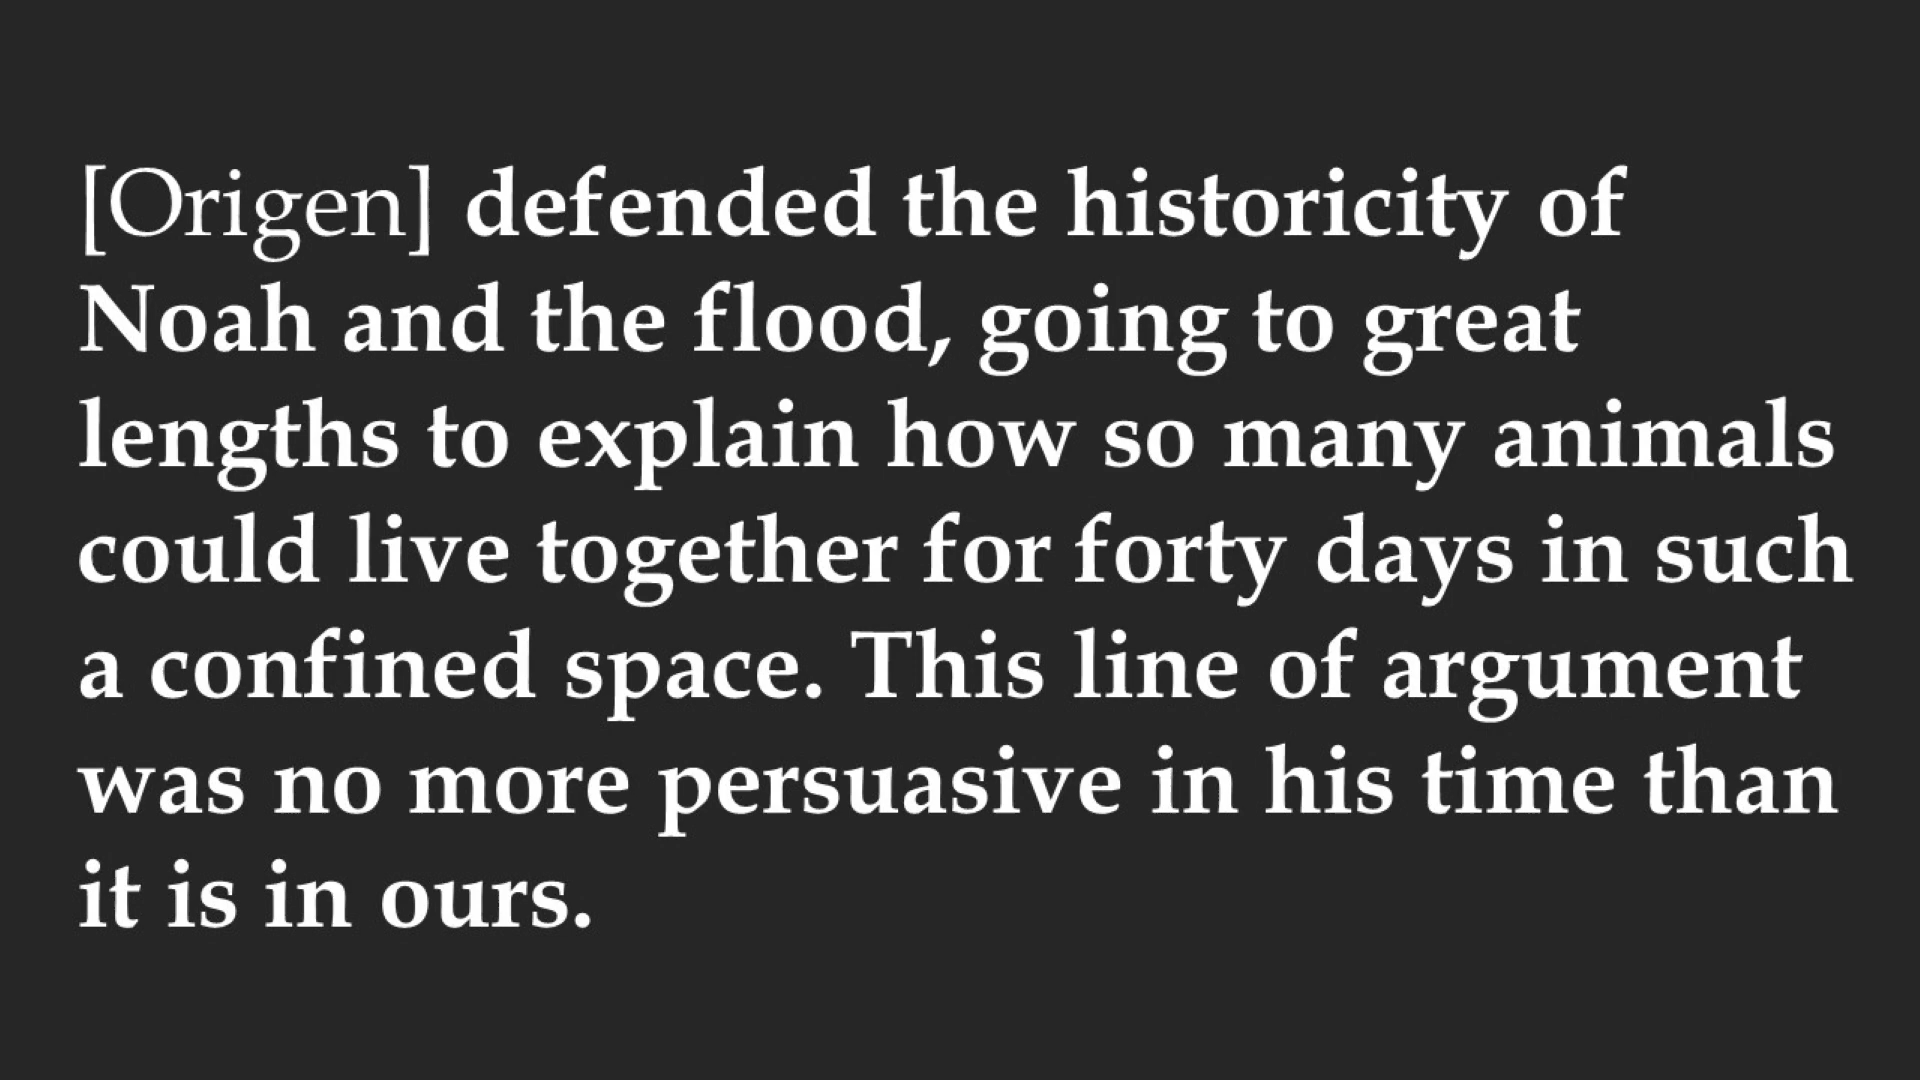 [Origen] defended the historicity of
Noah and the flood, going to great
lengths to explain how so many animals
could live together for forty days in such
a confined space. This line of argument
was no more persuasive in his time than
it is in ours.